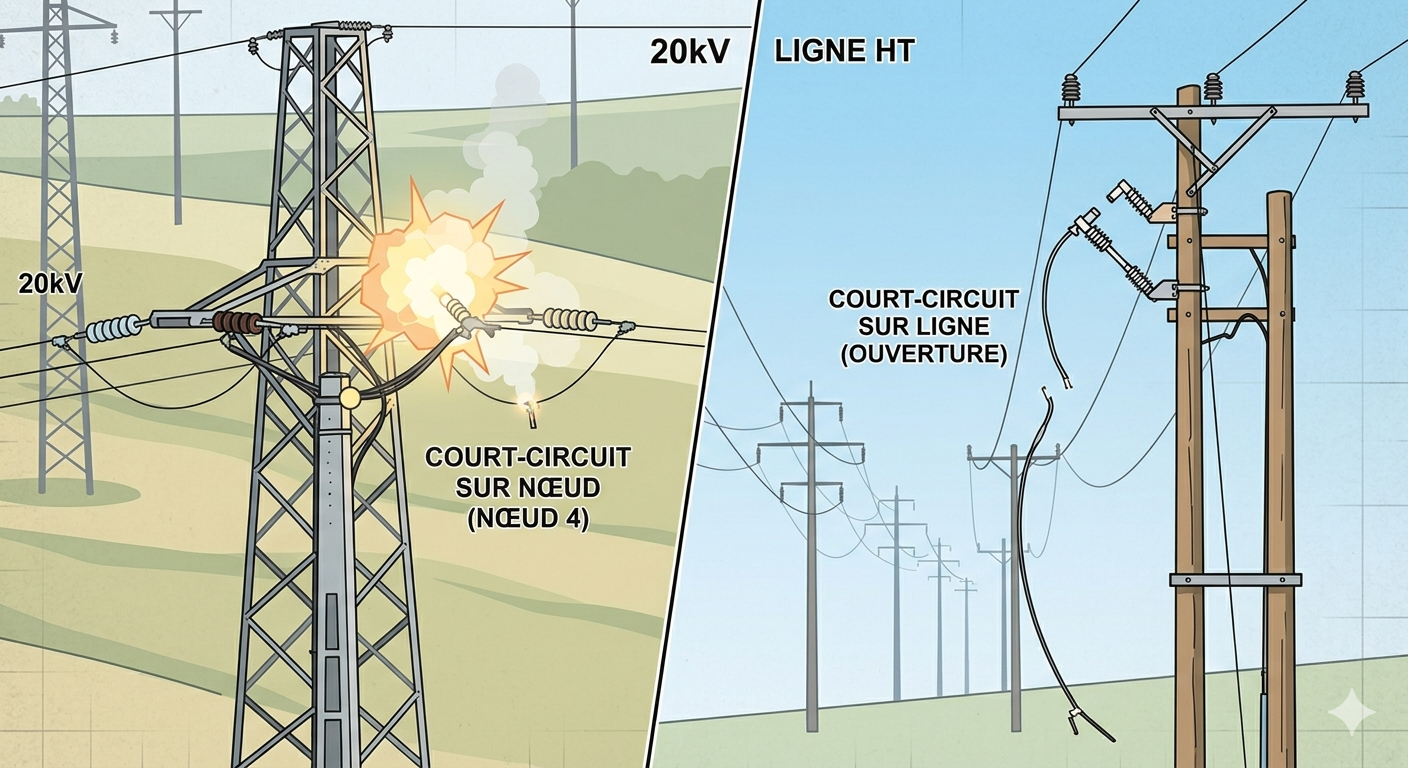 20kV
LIGNE HT
20kV
COURT-CIRCUIT
SUR NŒUD
(NŒUD 4)
COURT-CIRCUIT
SUR LIGNE
(OUVERTURE)